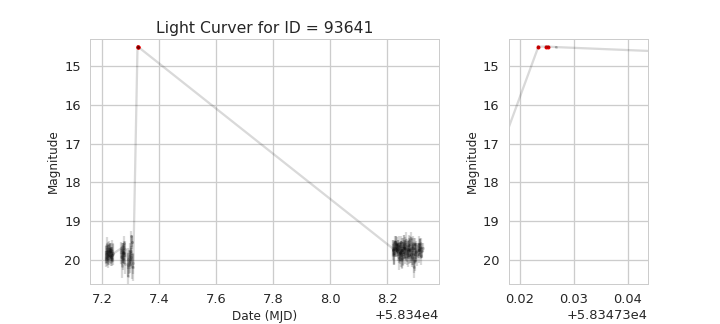 Light Curver for ID = 93641
Magnitude
15
16
17
18
19
20
7.2 7.4 7.6 7.8 8.0 8.2
Date (MJD)
+5.834e4
Magnitude
15
16
17
18
19
20
0.02 0.03 0.04
+5.83473e4